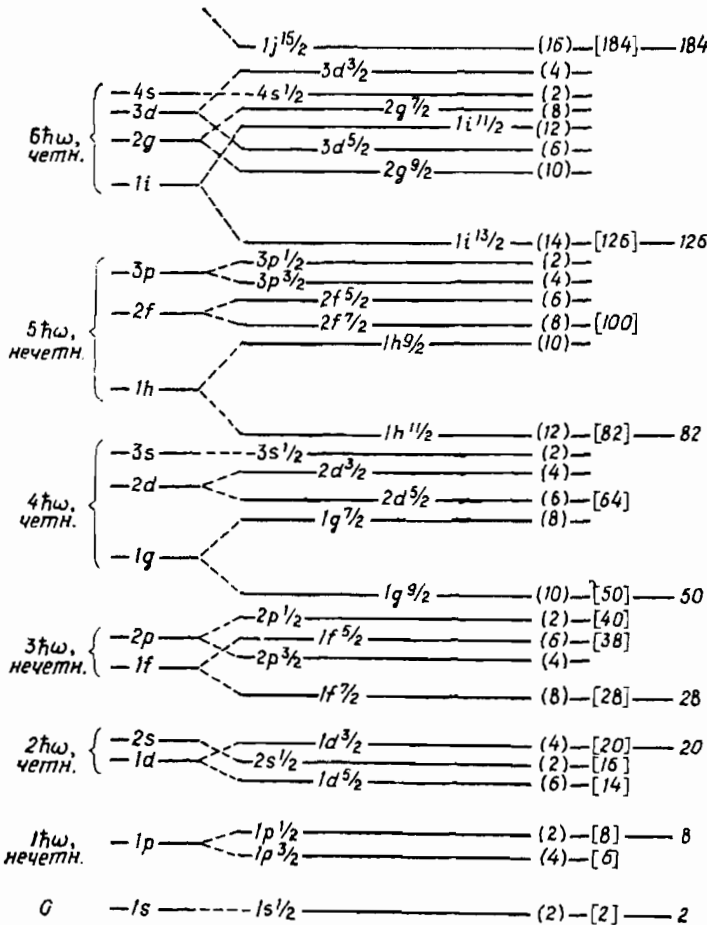 1j 15/2 (16) [184] 184
3d 3/2 (4)
4s 4s 1/2 (2)
3d 2g 7/2 (8)
1i 11/2 (12)
6ħω, четн. 2g 3d 5/2 (6)
2g 9/2 (10)
1i
1i 13/2 (14) [126] 126
3p 3p 1/2 (2)
3p 3/2 (4)
2f 2f 5/2 (6)
5ħω, нечетн. 2f 7/2 (8) [100]
1h 9/2 (10)
1h
1h 11/2 (12) [82] 82
3s 3s 1/2 (2)
2d 3/2 (4)
2d 2d 5/2 (6) [64]
4ħω, четн. 1g 7/2 (8)
1g
1g 9/2 (10) [50] 50
2p 1/2 (2) [40]
3ħω, нечетн. 2p 1f 5/2 (6) [38]
1f 2p 3/2 (4)
1f 7/2 (8) [28] 28
2ħω, четн. 2s 1d 3/2 (4) [20] 20
1d 2s 1/2 (2) [16]
1d 5/2 (6) [14]
1ħω, нечетн. 1p 1p 1/2 (2) [8] 8
1p 3/2 (4) [6]
0 1s 1s 1/2 (2) [2] 2